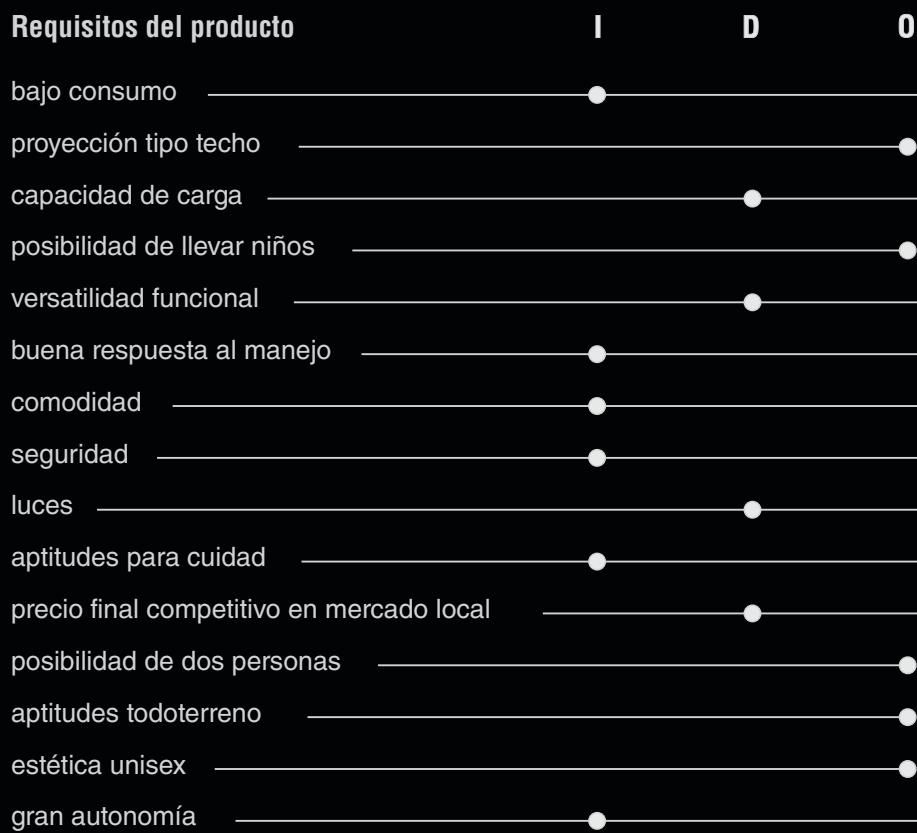 Requisitos del producto I D O
bajo consumo
proyección tipo techo
capacidad de carga
posibilidad de llevar niños
versatilidad funcional
buena respuesta al manejo
comodidad
seguridad
luces
aptitudes para cuidad
precio final competitivo en mercado local
posibilidad de dos personas
aptitudes todoterreno
estética unisex
gran autonomía